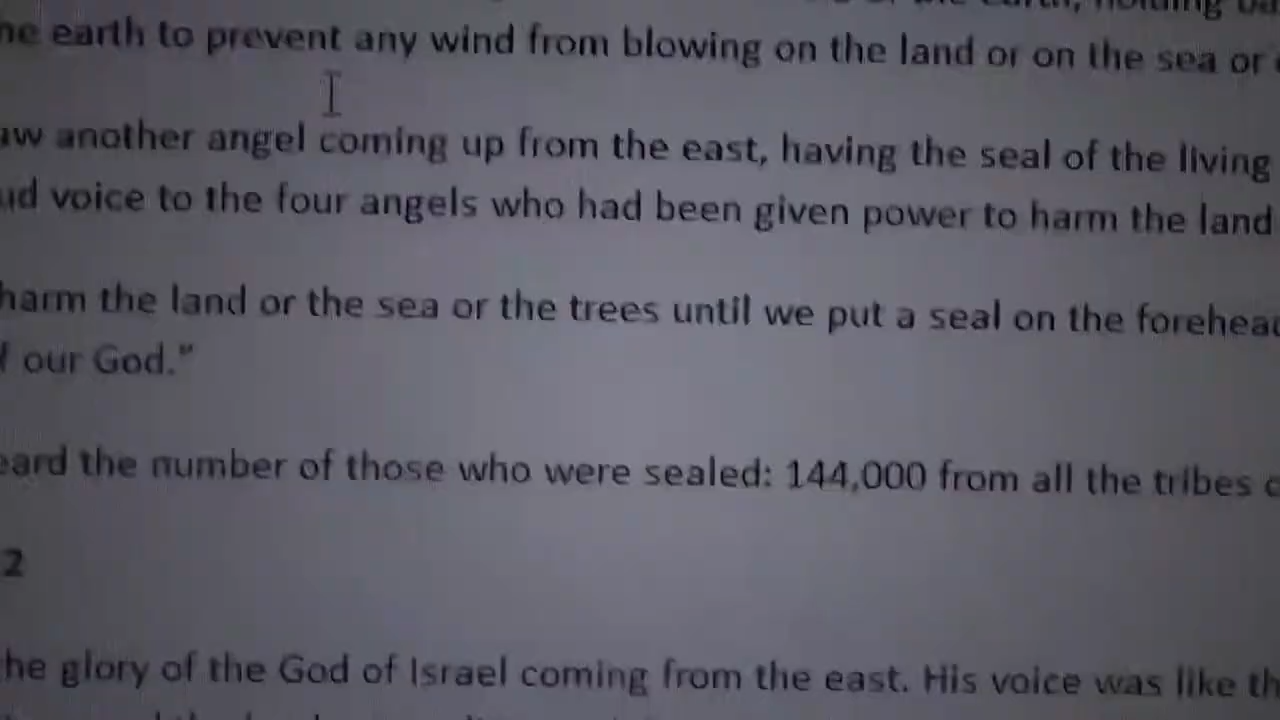 earth, holding
he earth to prevent any wind from blowing on the land or on the sea or
aw another angel coming up from the east, having the seal of the living
ud voice to the four angels who had been given power to harm the land
harm the land or the sea or the trees until we put a seal on the forehea
f our God."
eard the number of those who were sealed: 144,000 from all the tribes
2
he glory of the God of Israel coming from the east. His voice was like th